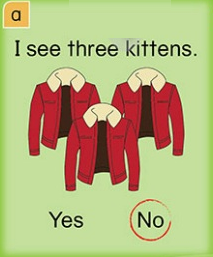 a
I see three kittens.
Yes No